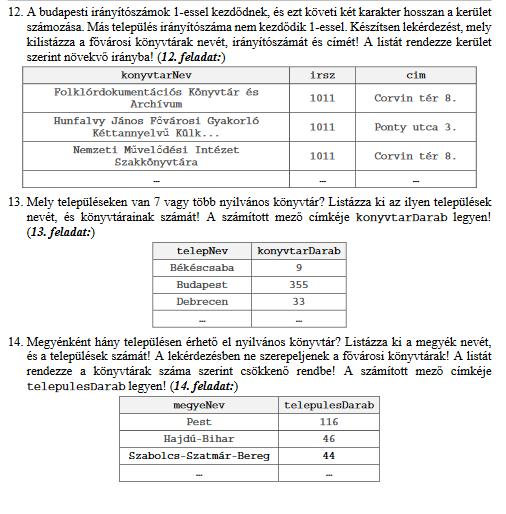 12. A budapesti irányítószámok 1-essel kezdődnek, és ezt követi két karakter hosszan a kerület
számozása. Más település irányítószáma nem kezdődik 1-essel. Készítsen lekérdezést, mely
kilistázza a fővárosi könyvtárak nevét, irányítószámát és címét! A listát rendezze kerület
szerint növekvő irányba! (12. feladat:)
konyvtarNev irsz cim
Folklórdokumentációs Könyvtár és
Archívum 1011 Corvin tér 8.
Hunfalvy János Fővárosi Gyakorló
Kéttannyelvű Külk... 1011 Ponty utca 3.
Nemzeti Művelődési Intézet
Szakkönyvtára 1011 Corvin tér 8.
… … …
13. Mely településeken van 7 vagy több nyilvános könyvtár? Listázza ki az ilyen települések
nevét, és könyvtárainak számát! A számított mező címkéje konyvtarDarab legyen!
(13. feladat:)
telepNev konyvtarDarab
Békéscsaba 9
Budapest 355
Debrecen 33
… …
14. Megyénként hány településen érhető el nyilvános könyvtár? Listázza ki a megyék nevét,
és a települések számát! A lekérdezésben ne szerepeljenek a fővárosi könyvtárak! A listát
rendezze a könyvtárak száma szerint csökkenő rendbe! A számított mező címkéje
telepulesDarab legyen! (14. feladat:)
megyeNev telepulesDarab
Pest 116
Hajdú-Bihar 46
Szabolcs-Szatmár-Bereg 44
… …